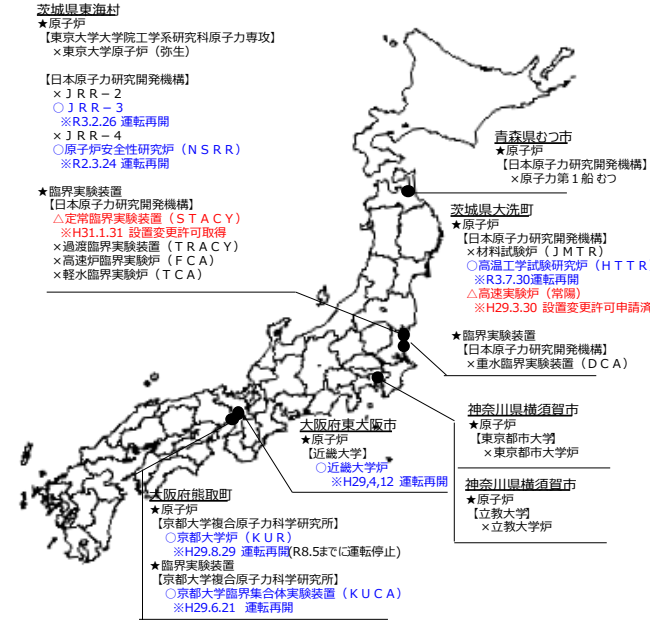 茨城県東海村
★原子炉
【東京大学大学院工学系研究科原子力専攻】
×東京大学原子炉（弥生）
【日本原子力研究開発機構】
×ＪＲＲ－２
○ＪＲＲ－３
※R3.2.26 運転再開
×ＪＲＲ－４
○原子炉安全性研究炉（ＮＳＲＲ）
※R2.3.24 運転再開
★臨界実験装置
【日本原子力研究開発機構】
△定常臨界実験装置（ＳＴＡＣＹ）
※H31.1.31 設置変更許可取得
×過渡臨界実験装置（ＴＲＡＣＹ）
×高速炉臨界実験炉（ＦＣＡ）
×軽水臨界実験炉（ＴＣＡ）
青森県むつ市
★原子炉
【日本原子力研究開発機構】
×原子力第１船 むつ
茨城県大洗町
★原子炉
【日本原子力研究開発機構】
×材料試験炉（ＪＭＴＲ）
○高温工学試験研究炉（ＨＴＴＲ
※R3.7.30運転再開
△高速実験炉（常陽）
※H29.3.30 設置変更許可申請済
★臨界実験装置
【日本原子力研究開発機構】
×重水臨界実験装置（ＤＣＡ）
神奈川県横須賀市
★原子炉
【東京都市大学】
×東京都市大学炉
神奈川県横須賀市
★原子炉
【立教大学】
×立教大学炉
大阪府東大阪市
★原子炉
【近畿大学】
○近畿大学炉
※H29,4,12 運転再開
大阪府熊取町
★原子炉
【京都大学複合原子力科学研究所】
○京都大学炉（ＫＵＲ）
※H29.8.29 運転再開(R8.5までに運転停止)
★臨界実験装置
【京都大学複合原子力科学研究所】
○京都大学臨界集合体実験装置（ＫＵＣＡ）
※H29.6.21 運転再開